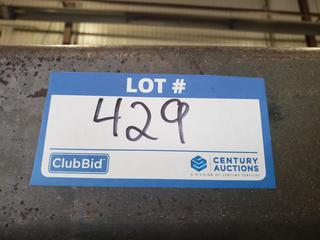 LOT #
429
ClubBid
CENTURY
AUCTIONS
A DIVISION OF CENTURY SERVICES